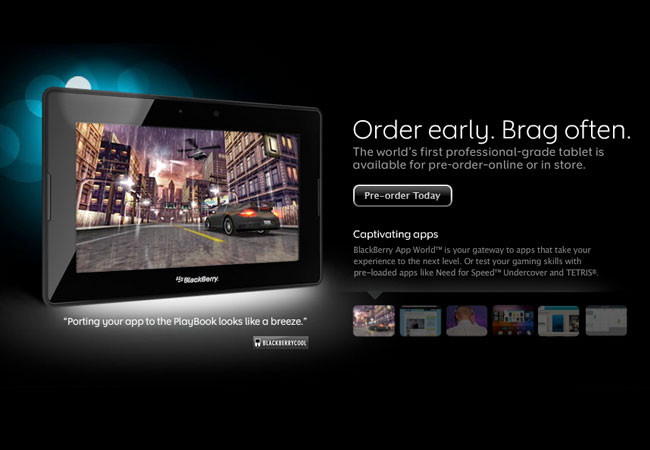 Order early. Brag often.
The world's first professional-grade tablet is
available for pre-order-online or in store.
Pre-order Today
Captivating apps
BlackBerry App World™ is your gateway to apps that take your
experience to the next level. Or test your gaming skills with
pre-loaded apps like Need for Speed™ Undercover and TETRIS®.
BlackBerry.
“Porting your app to the PlayBook looks like a breeze.”
BLACKBERRYCOOL